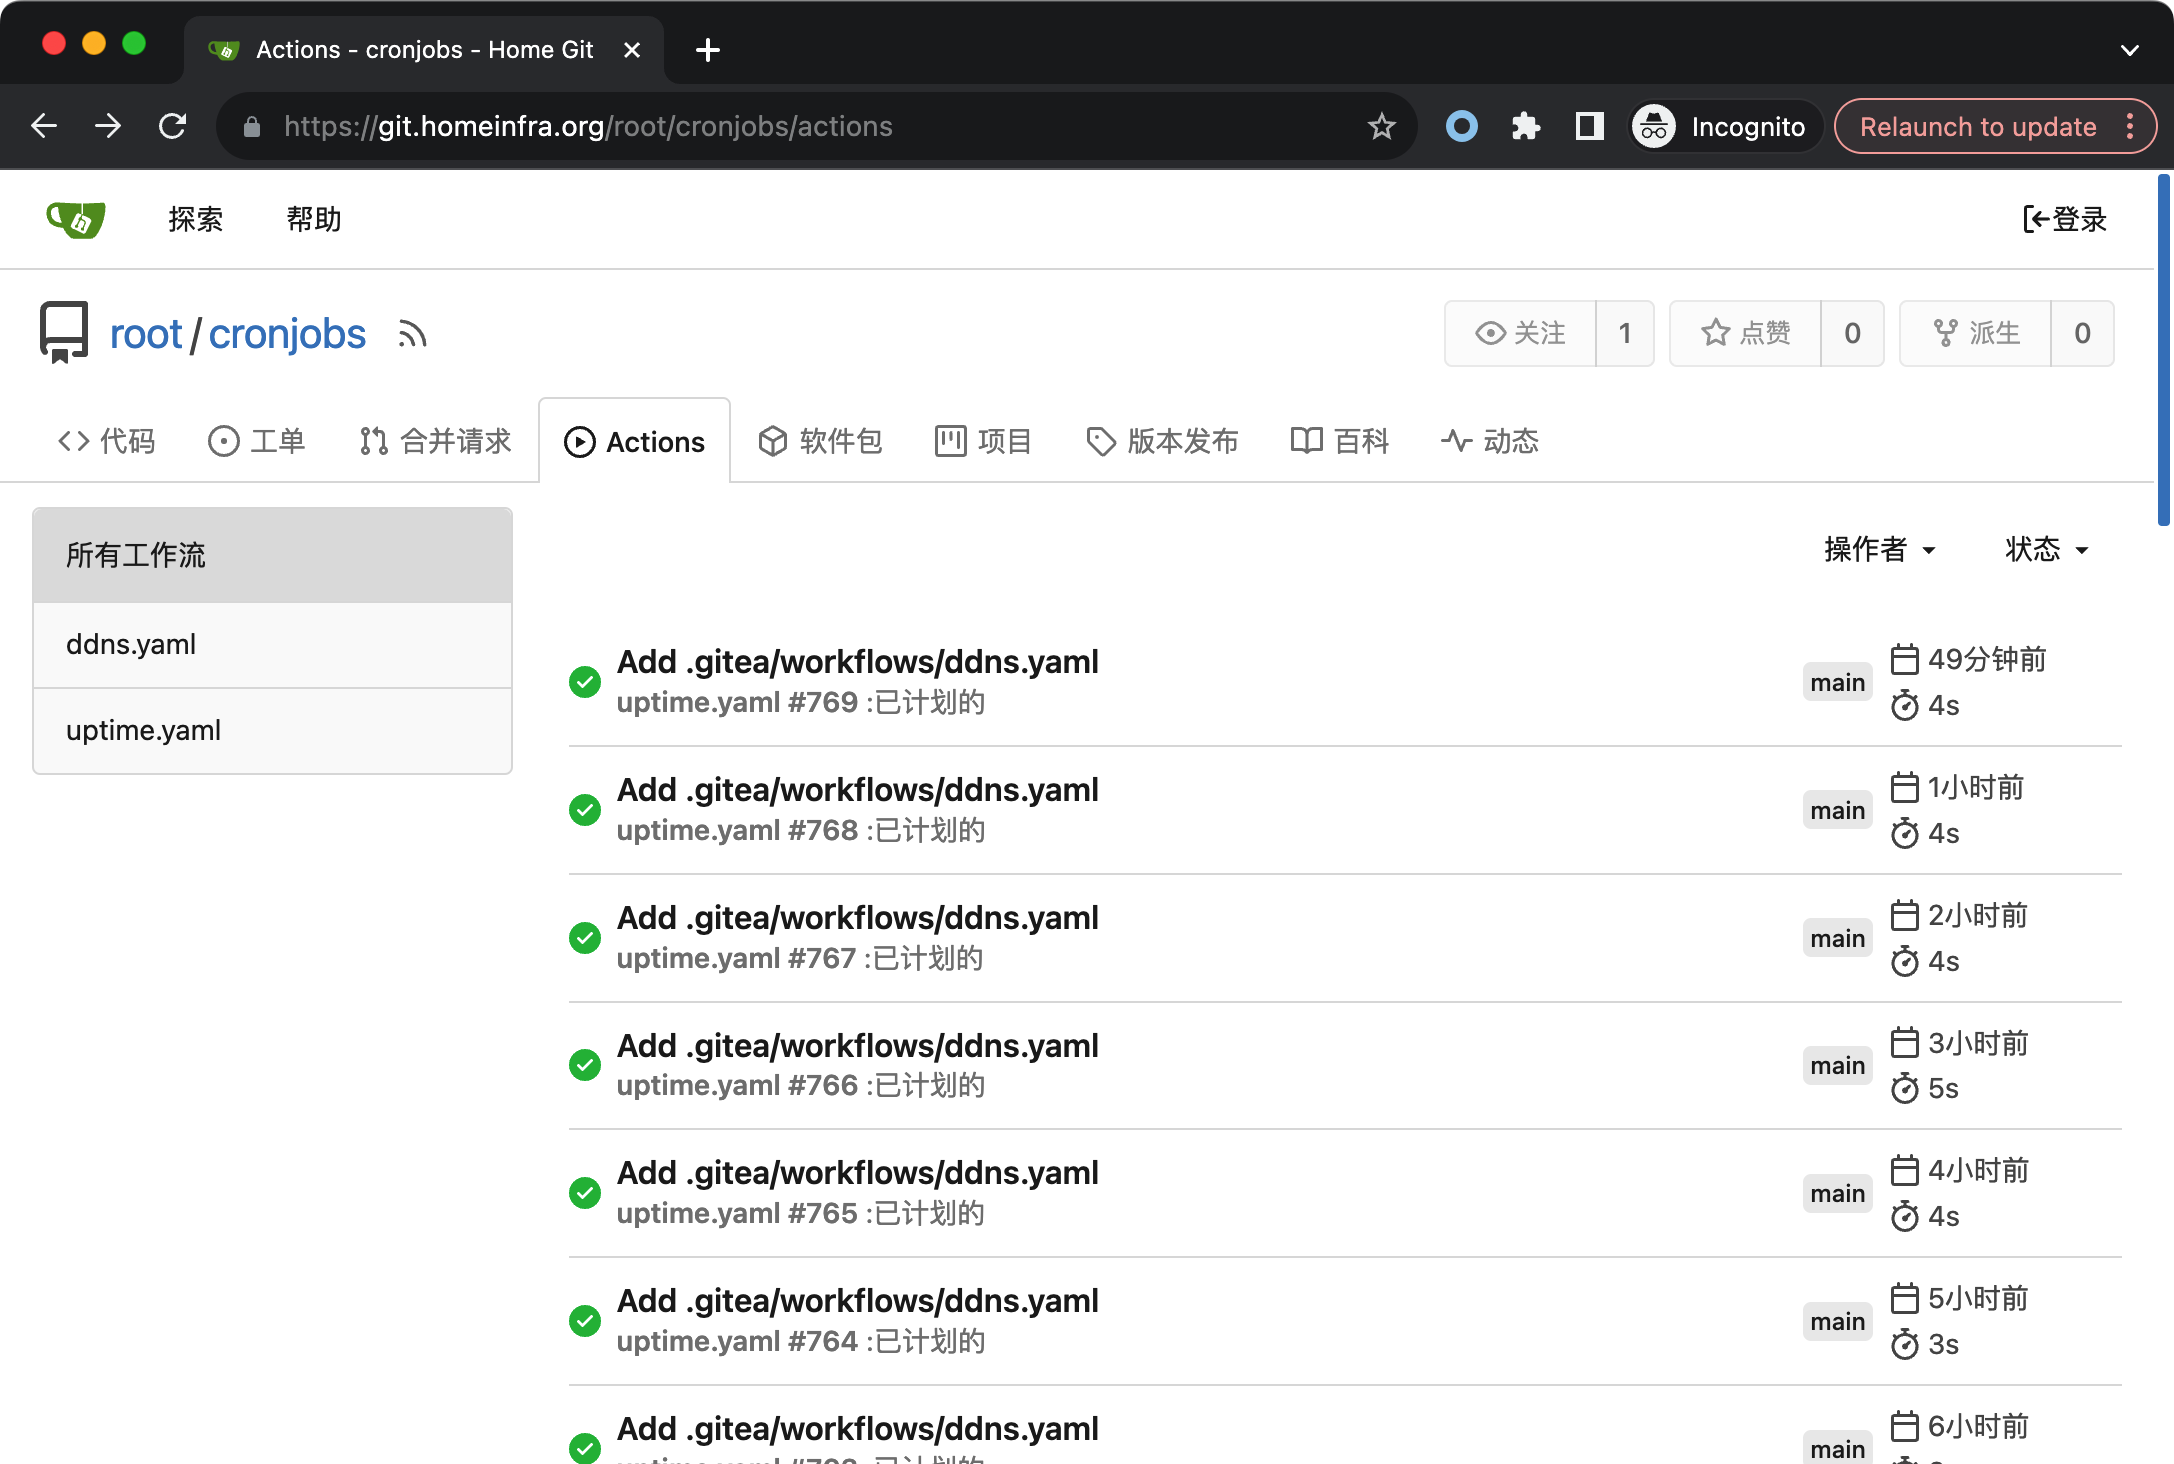 Actions - cronjobs - Home Git
https://git.homeinfra.org/root/cronjobs/actions
Incognito
Relaunch to update
探索
帮助
登录
root / cronjobs
关注 1
点赞 0
派生 0
代码
工单
合并请求
Actions
软件包
项目
版本发布
百科
动态
所有工作流
ddns.yaml
uptime.yaml
操作者
状态
Add .gitea/workflows/ddns.yaml
uptime.yaml #769 :已计划的
main
49分钟前
4s
Add .gitea/workflows/ddns.yaml
uptime.yaml #768 :已计划的
main
1小时前
4s
Add .gitea/workflows/ddns.yaml
uptime.yaml #767 :已计划的
main
2小时前
4s
Add .gitea/workflows/ddns.yaml
uptime.yaml #766 :已计划的
main
3小时前
5s
Add .gitea/workflows/ddns.yaml
uptime.yaml #765 :已计划的
main
4小时前
4s
Add .gitea/workflows/ddns.yaml
uptime.yaml #764 :已计划的
main
5小时前
3s
Add .gitea/workflows/ddns.yaml
main
6小时前